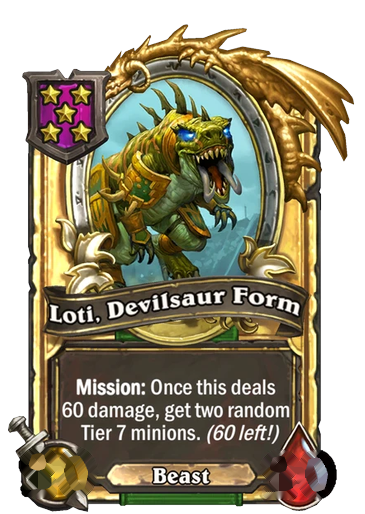 Loti, Devilsaur Form
Mission: Once this deals
60 damage, get two random
Tier 7 minions. (60 left!)
Beast